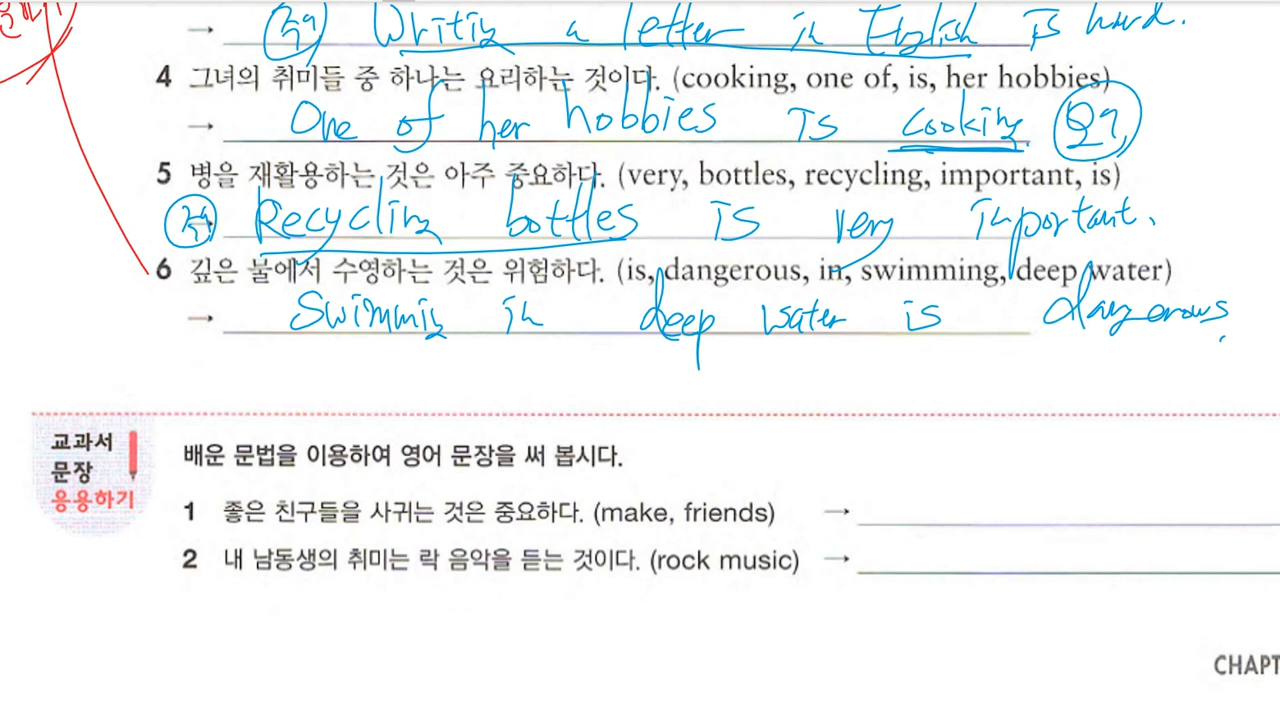 → 주어 Writing a letter in English is hard.
4 그녀의 취미들 중 하나는 요리하는 것이다. (cooking, one of, is, her hobbies)
→ One of her hobbies is cooking. 보어
5 병을 재활용하는 것은 아주 중요하다. (very, bottles, recycling, important, is)
→ 주어 Recycling bottles is very important.
6 깊은 물에서 수영하는 것은 위험하다. (is, dangerous, in, swimming, deep water)
→ Swimming in deep water is dangerous.
교과서
문장
응용하기
배운 문법을 이용하여 영어 문장을 써 봅시다.
1 좋은 친구들을 사귀는 것은 중요하다. (make, friends) →
2 내 남동생의 취미는 락 음악을 듣는 것이다. (rock music) →
CHAPT